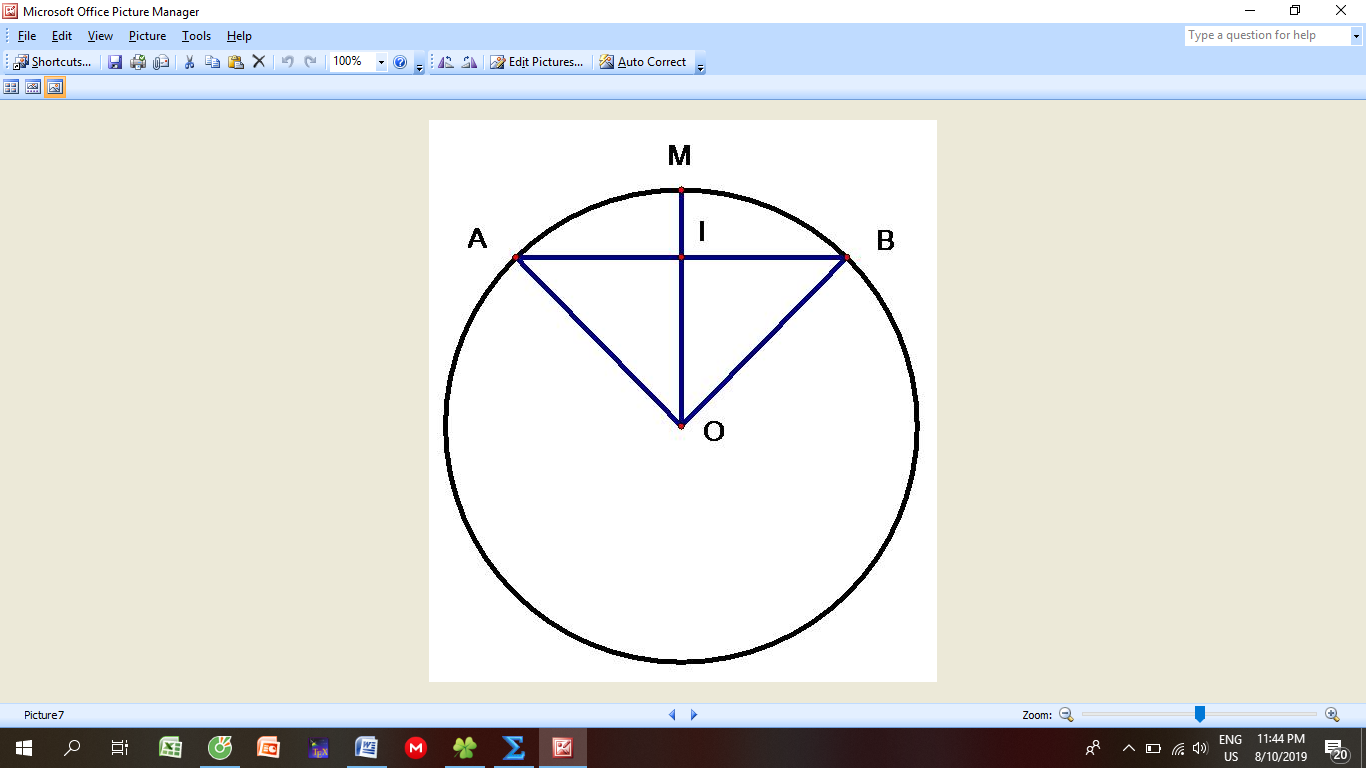 Microsoft Office Picture Manager
File Edit View Picture Tools Help
Type a question for help
Shortcuts... 100% Edit Pictures... Auto Correct
M
A I B
O
Picture7 Zoom:
ENG 11:44 PM
US 8/10/2019 20